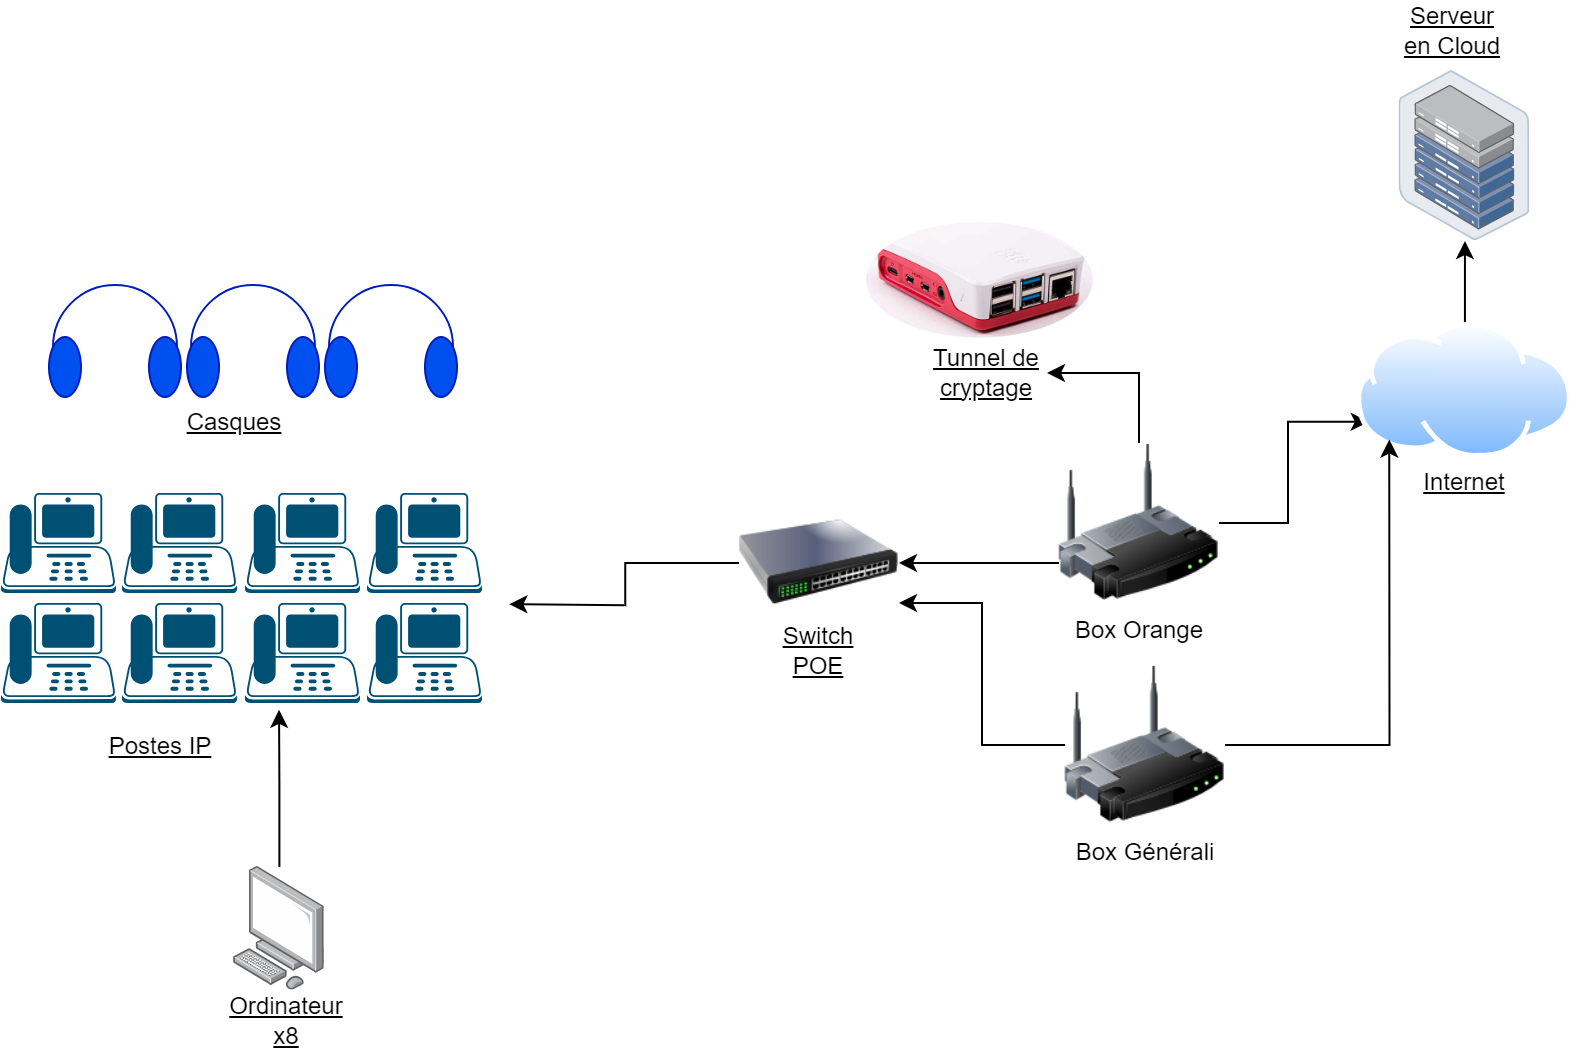 Serveur
en Cloud
Tunnel de
cryptage
Casques
Internet
Switch
POE
Box Orange
Postes IP
Box Générali
Ordinateur
x8